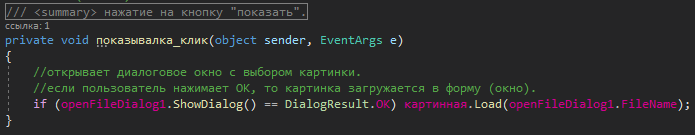 /// <summary> нажатие на кнопку "показать".
ссылка: 1
private void показывалка_клик(object sender, EventArgs e)
{
//открывает диалоговое окно с выбором картинки.
//если пользователь нажимает ОК, то картинка загружается в форму (окно).
if (openFileDialog1.ShowDialog() == DialogResult.OK) картинная.Load(openFileDialog1.FileName);
}